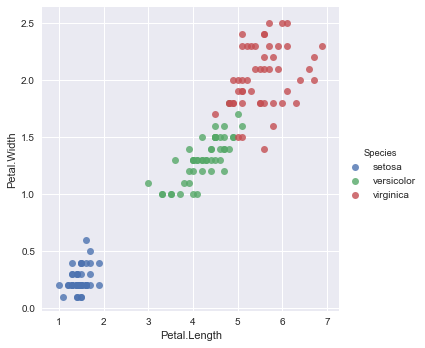 2.5
2.0
1.5
1.0
0.5
0.0
Petal.Width
1 2 3 4 5 6 7
Petal.Length
Species
setosa
versicolor
virginica